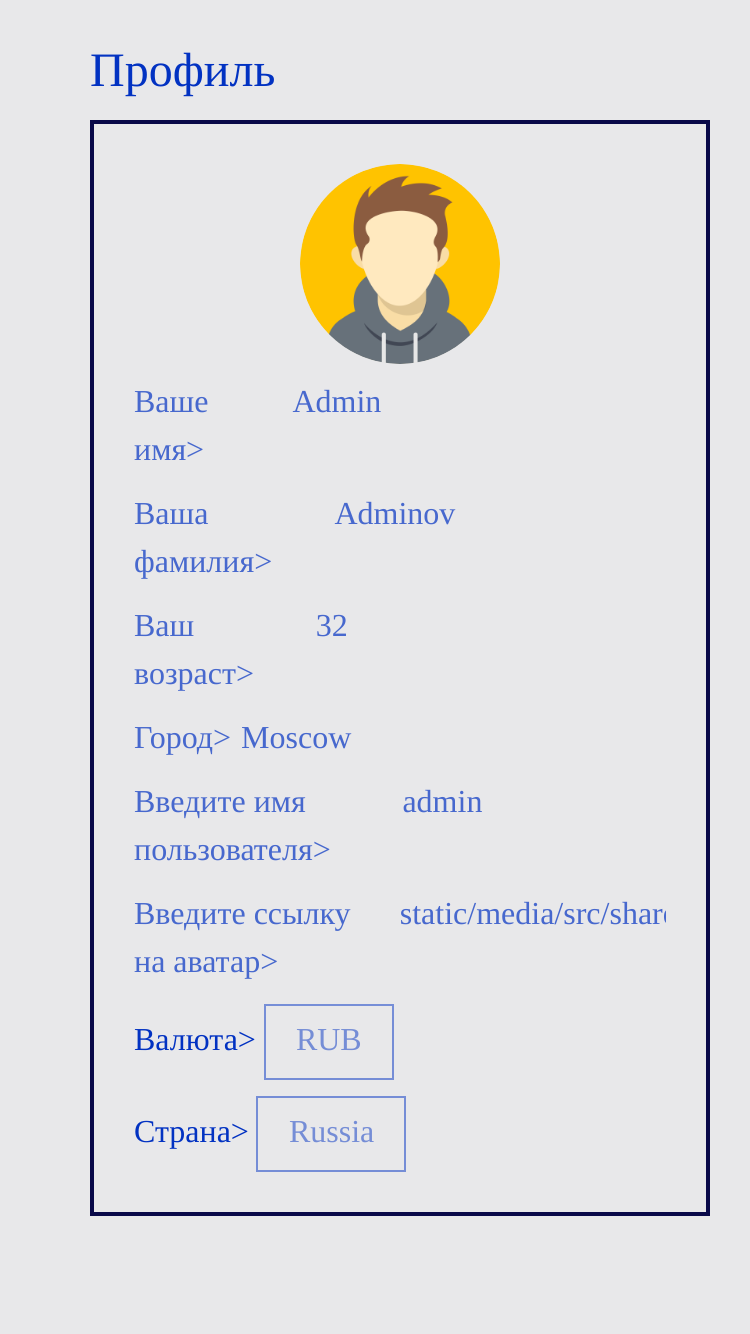 Профиль
Ваше имя> Admin
Ваша фамилия> Adminov
Ваш возраст> 32
Город> Moscow
Введите имя пользователя> admin
Введите ссылку на аватар> static/media/src/shar
Валюта> RUB
Страна> Russia